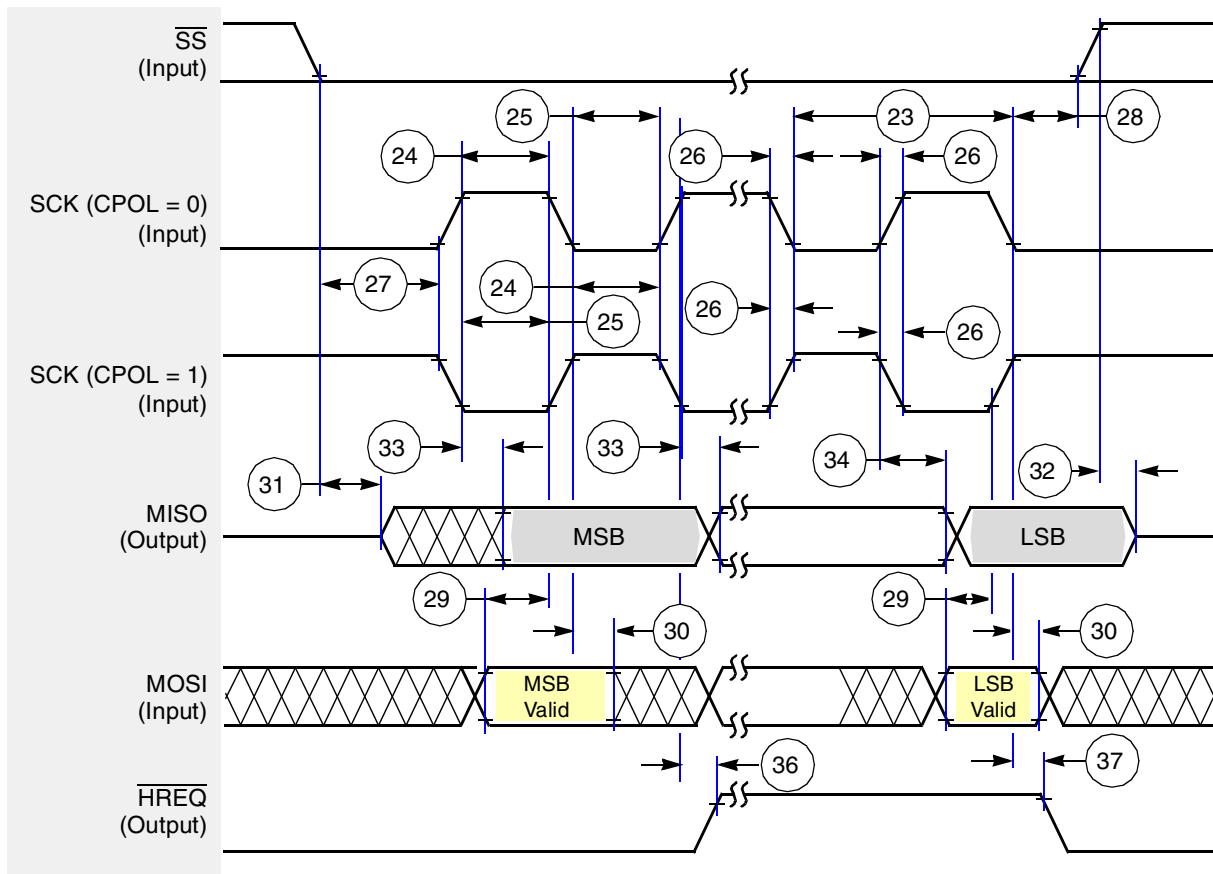 SS
(Input)
25
23
28
24
26
26
SCK (CPOL = 0)
(Input)
27
24
26
25
26
SCK (CPOL = 1)
(Input)
33
33
34
32
31
MISO
(Output)
MSB
LSB
29
29
30
30
MOSI
(Input)
MSB
Valid
LSB
Valid
36
37
HREQ
(Output)